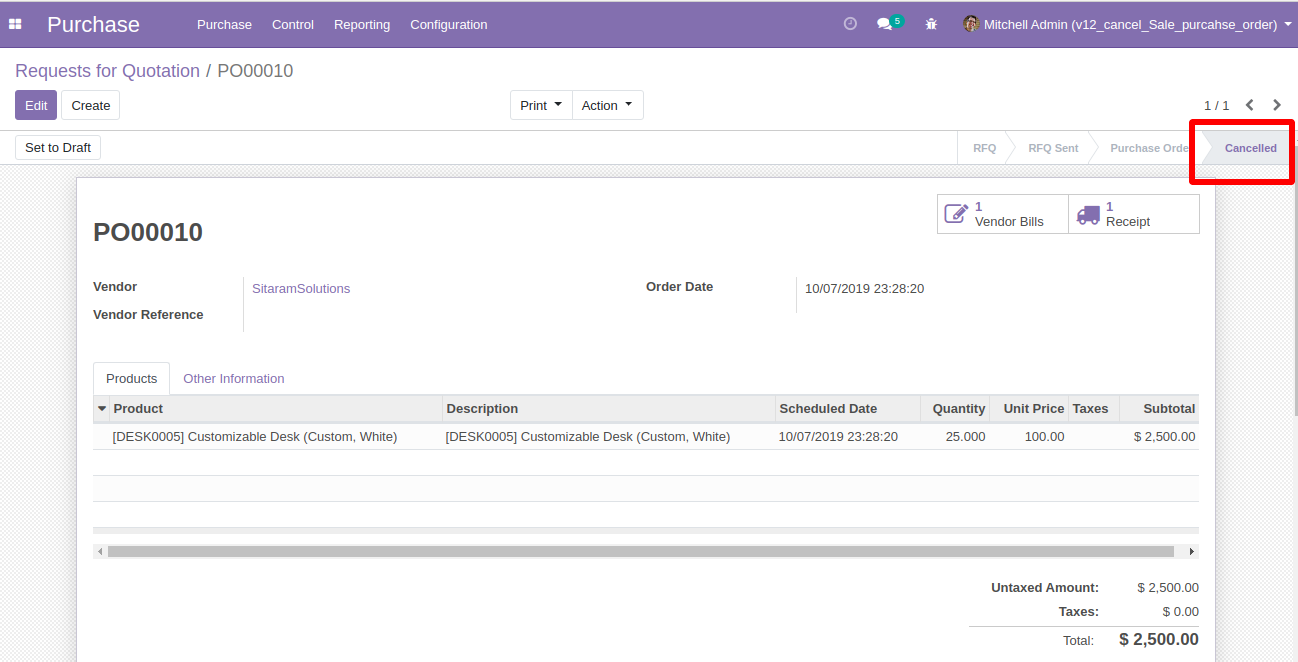 Purchase Purchase Control Reporting Configuration 5 Mitchell Admin (v12_cancel_Sale_purcahse_order)
Requests for Quotation / PO00010
Edit Create Print Action 1 / 1
Set to Draft RFQ RFQ Sent Purchase Orde Cancelled
1 Vendor Bills 1 Receipt
PO00010
Vendor SitaramSolutions Order Date 10/07/2019 23:28:20
Vendor Reference
Products Other Information
Product Description Scheduled Date Quantity Unit Price Taxes Subtotal
[DESK0005] Customizable Desk (Custom, White) [DESK0005] Customizable Desk (Custom, White) 10/07/2019 23:28:20 25.000 100.00 $ 2,500.00
Untaxed Amount: $ 2,500.00
Taxes: $ 0.00
Total: $ 2,500.00